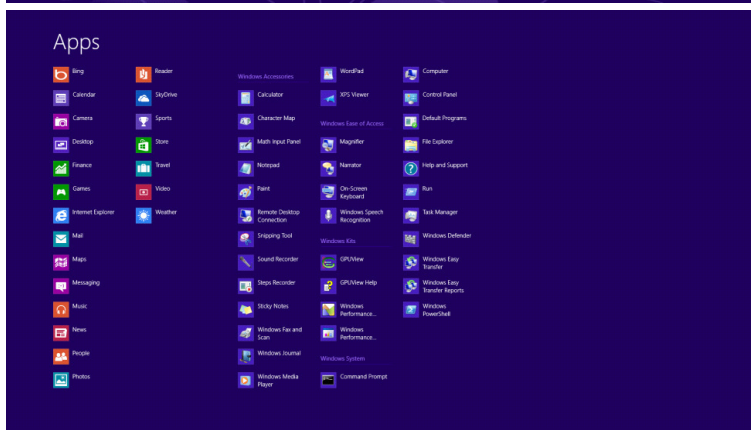 Apps
Bing
Calendar
Camera
Desktop
Finance
Games
Internet Explorer
Mail
Maps
Messaging
Music
News
People
Photos
Reader
SkyDrive
Sports
Store
Travel
Video
Weather
Windows Accessories
Calculator
Character Map
Math Input Panel
Notepad
Paint
Remote Desktop
Connection
Snipping Tool
Sound Recorder
Steps Recorder
Sticky Notes
Windows Fax and
Scan
Windows Journal
Windows Media
Player
WordPad
XPS Viewer
Windows Ease of Access
Magnifier
Narrator
On-Screen
Keyboard
Windows Speech
Recognition
Windows Kits
GPUView
GPUView Help
Windows
Performance...
Windows
Performance...
Windows System
Command Prompt
Computer
Control Panel
Default Programs
File Explorer
Help and Support
Run
Task Manager
Windows Defender
Windows Easy
Transfer
Windows Easy
Transfer Reports
Windows
PowerShell